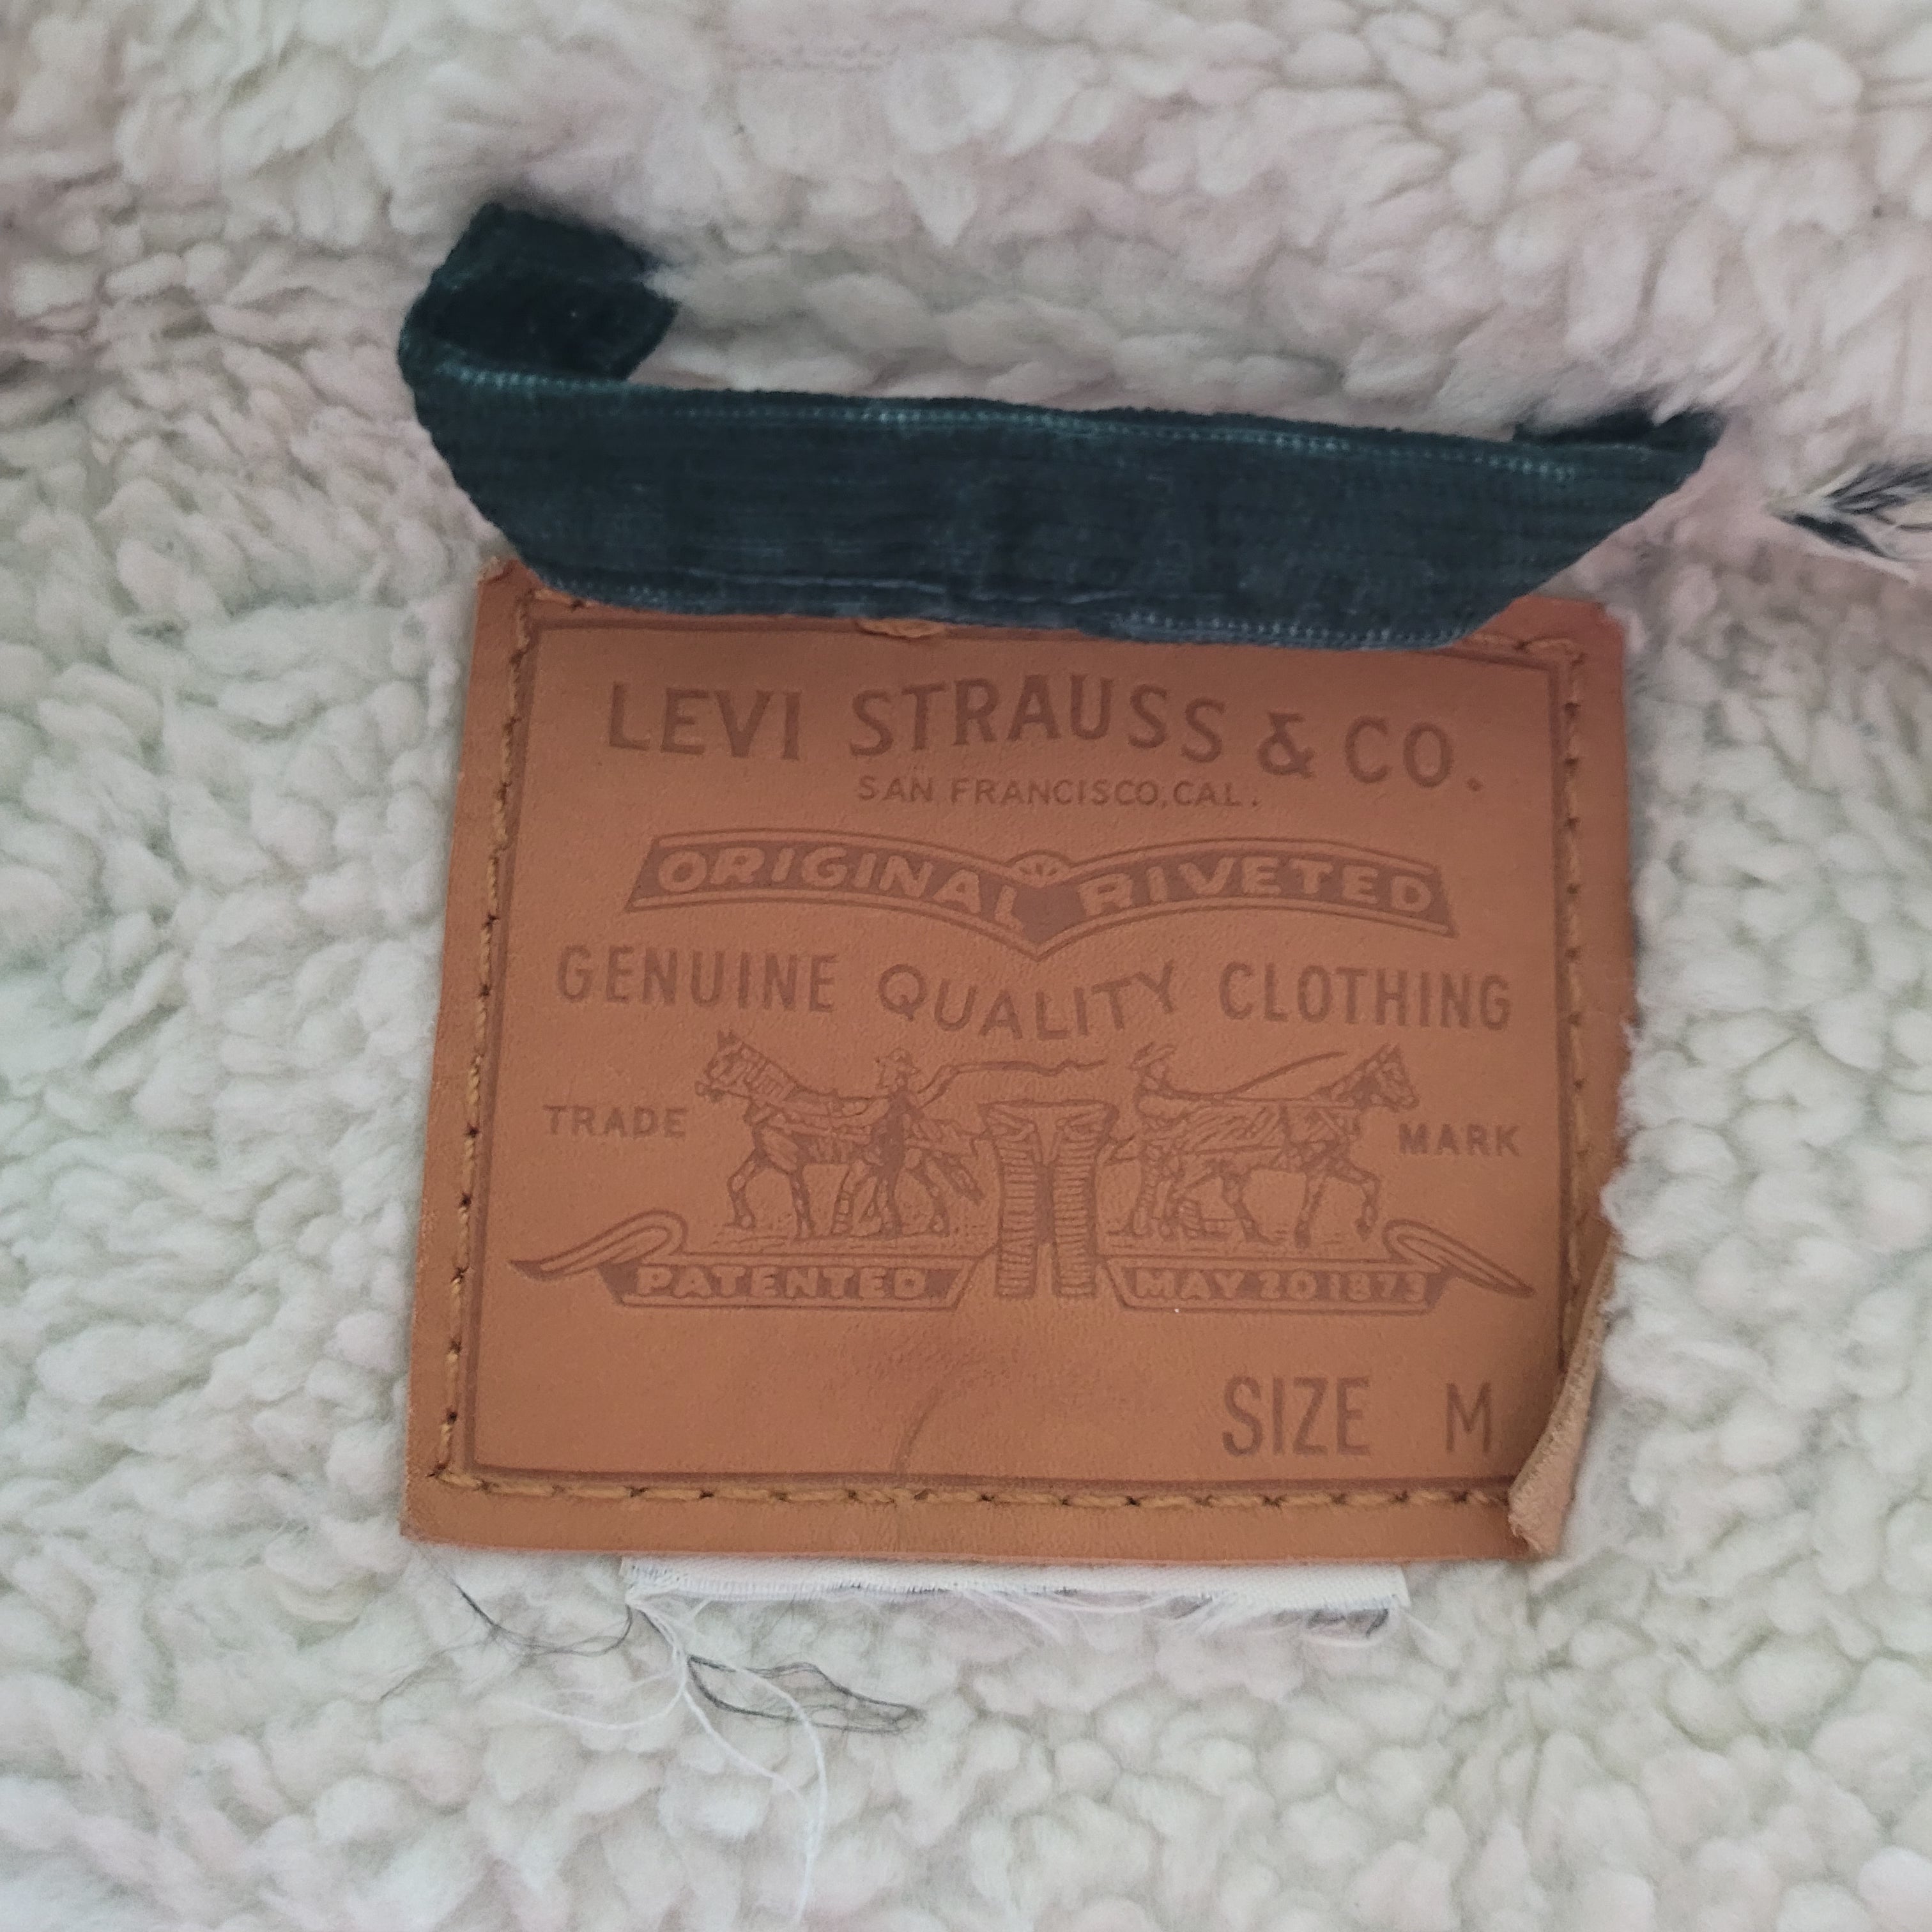 LEVI STRAUSS & CO.
SAN FRANCISCO, CAL.
ORIGINAL RIVETED
GENUINE QUALITY CLOTHING
TRADE MARK
PATENTED MAY 20 1873
SIZE M